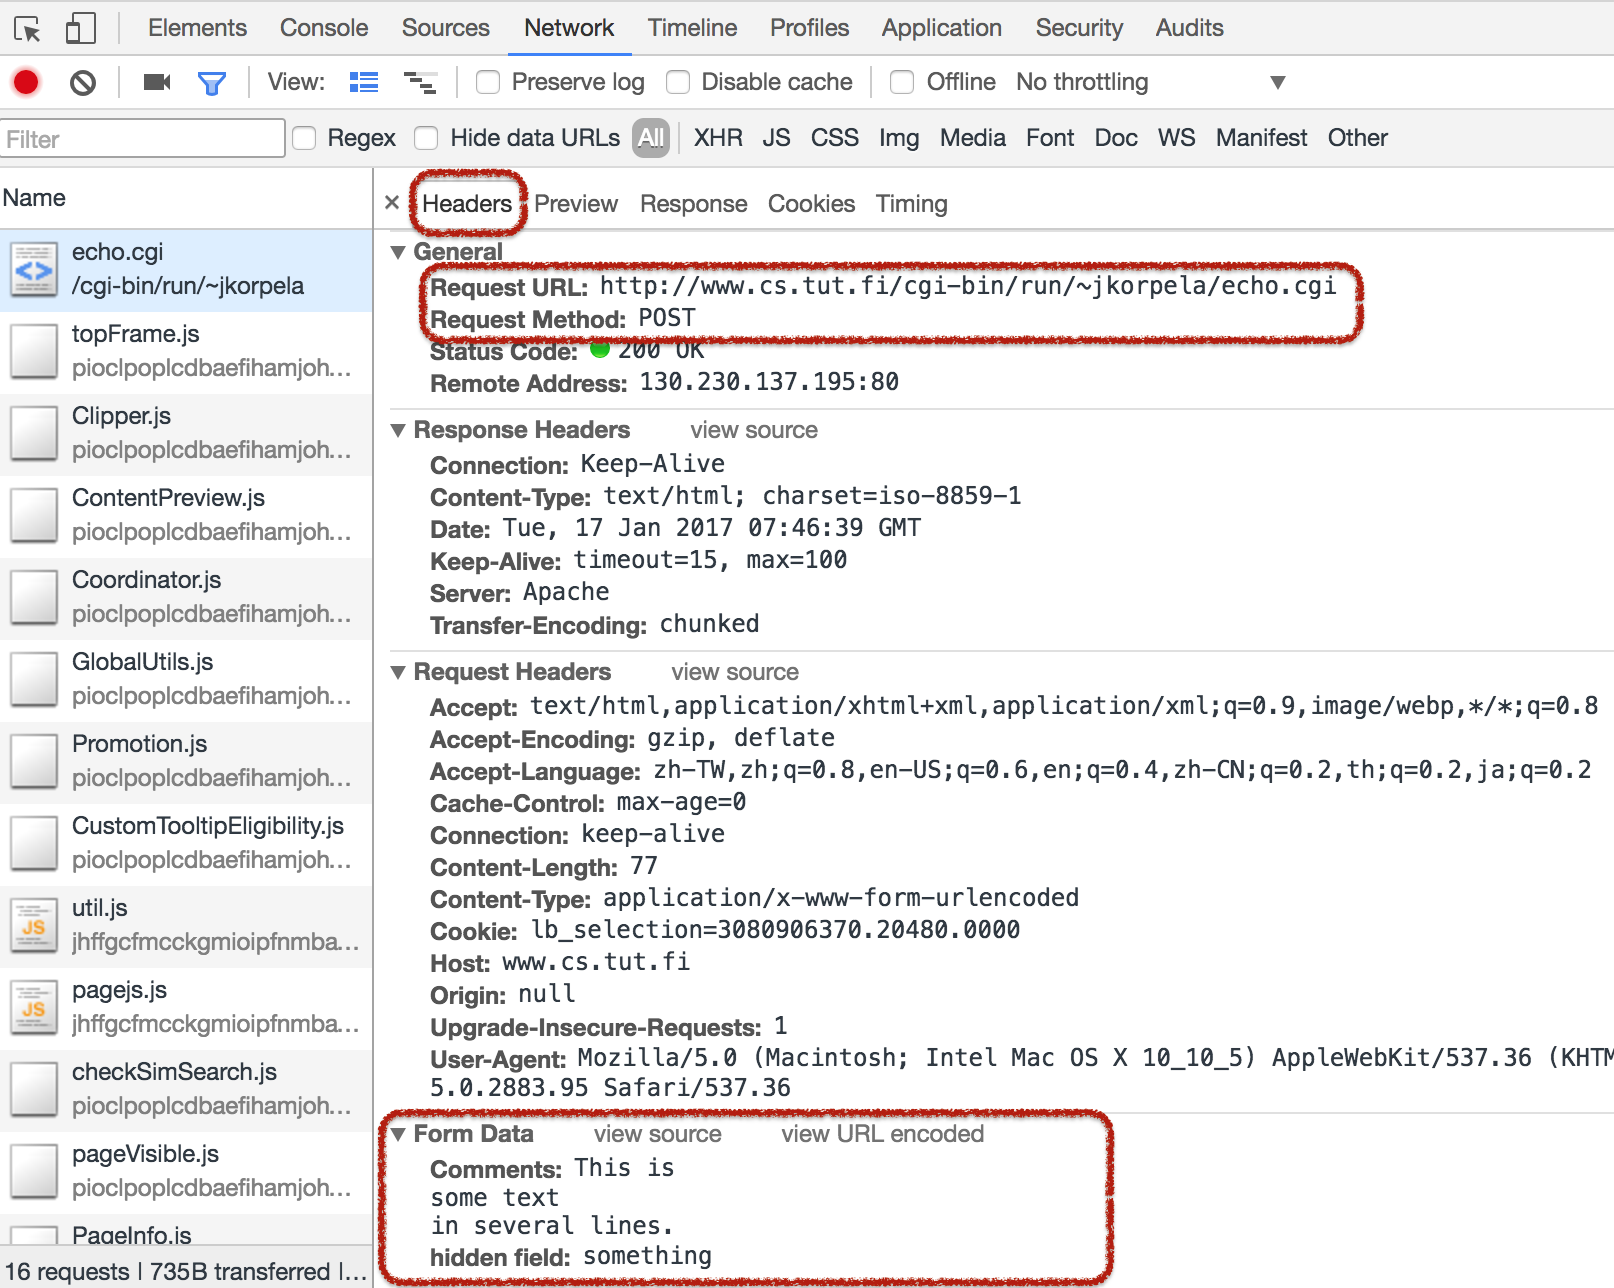 Elements Console Sources Network Timeline Profiles Application Security Audits
View: Preserve log Disable cache Offline No throttling
Filter Regex Hide data URLs All XHR JS CSS Img Media Font Doc WS Manifest Other
Name
echo.cgi
/cgi-bin/run/~jkorpela
topFrame.js
pioclpoplcdbaefihamjoh...
Clipper.js
pioclpoplcdbaefihamjoh...
ContentPreview.js
pioclpoplcdbaefihamjoh...
Coordinator.js
pioclpoplcdbaefihamjoh...
GlobalUtils.js
pioclpoplcdbaefihamjoh...
Promotion.js
pioclpoplcdbaefihamjoh...
CustomTooltipEligibility.js
pioclpoplcdbaefihamjoh...
JS
util.js
jhffgcfmcckgmioipfnmba...
JS
pagejs.js
jhffgcfmcckgmioipfnmba...
checkSimSearch.js
pioclpoplcdbaefihamjoh...
pageVisible.js
pioclpoplcdbaefihamjoh...
PageInfo.js
16 requests | 735B transferred |...
× Headers Preview Response Cookies Timing
General
Request URL: http://www.cs.tut.fi/cgi-bin/run/~jkorpela/echo.cgi
Request Method: POST
Status Code: 200 OK
Remote Address: 130.230.137.195:80
Response Headers view source
Connection: Keep-Alive
Content-Type: text/html; charset=iso-8859-1
Date: Tue, 17 Jan 2017 07:46:39 GMT
Keep-Alive: timeout=15, max=100
Server: Apache
Transfer-Encoding: chunked
Request Headers view source
Accept: text/html,application/xhtml+xml,application/xml;q=0.9,image/webp,*/*;q=0.8
Accept-Encoding: gzip, deflate
Accept-Language: zh-TW,zh;q=0.8,en-US;q=0.6,en;q=0.4,zh-CN;q=0.2,th;q=0.2,ja;q=0.2
Cache-Control: max-age=0
Connection: keep-alive
Content-Length: 77
Content-Type: application/x-www-form-urlencoded
Cookie: lb_selection=3080906370.20480.0000
Host: www.cs.tut.fi
Origin: null
Upgrade-Insecure-Requests: 1
User-Agent: Mozilla/5.0 (Macintosh; Intel Mac OS X 10_10_5) AppleWebKit/537.36 (KHTM
5.0.2883.95 Safari/537.36
Form Data view source view URL encoded
Comments: This is
some text
in several lines.
hidden field: something